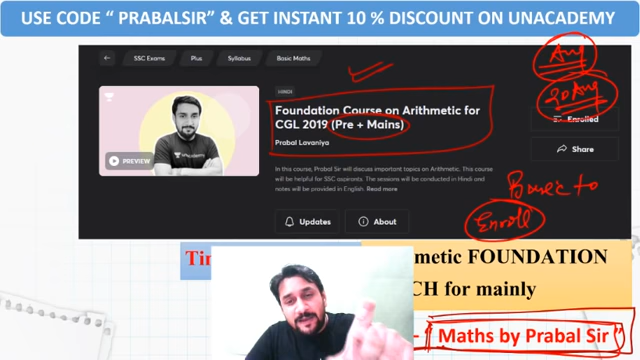 USE CODE “ PRABALSIR” & GET INSTANT 10 % DISCOUNT ON UNACADEMY
SSC Exams
Plus
Syllabus
Basic Maths
Aug
HINDI
Foundation Course on Arithmetic for
CGL 2019 (Pre + Mains)
Prabal Lavaniya
20 Aug
Enrolled
Share
PREVIEW
In this course, Prabal Sir will discuss important topics on Arithmetic. This course
will be helpful for SSC aspirants. The sessions will be conducted in Hindi and
notes will be provided in English. Read more
Basic to
Enroll
Updates
About
metic FOUNDATION
CH for mainly
- “ Maths by Prabal Sir ”